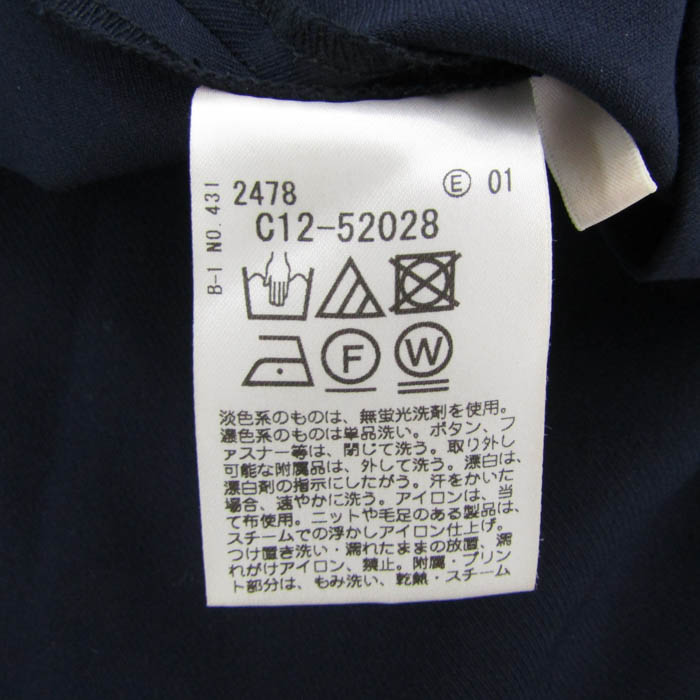 B-1 NO. 431
2478 Ⓔ 01
C12-52028
F W
淡色系のものは、無蛍光洗剤を使用。
濃色系のものは単品洗い。ボタン、フ
ァスナー等は、閉じて洗う。取り外し
可能な附属品は、外して洗う。漂白は、
漂白剤の指示にしたがう。汗をかいた
場合、速やかに洗う。アイロンは、当
て布使用。ニットや毛足のある製品は、
スチームでの浮かしアイロン仕上げ。
つけ置き洗い・濡れたままの放置、濡
れがけアイロン、禁止。附属・プリン
ト部分は、もみ洗い、乾熱・スチーム